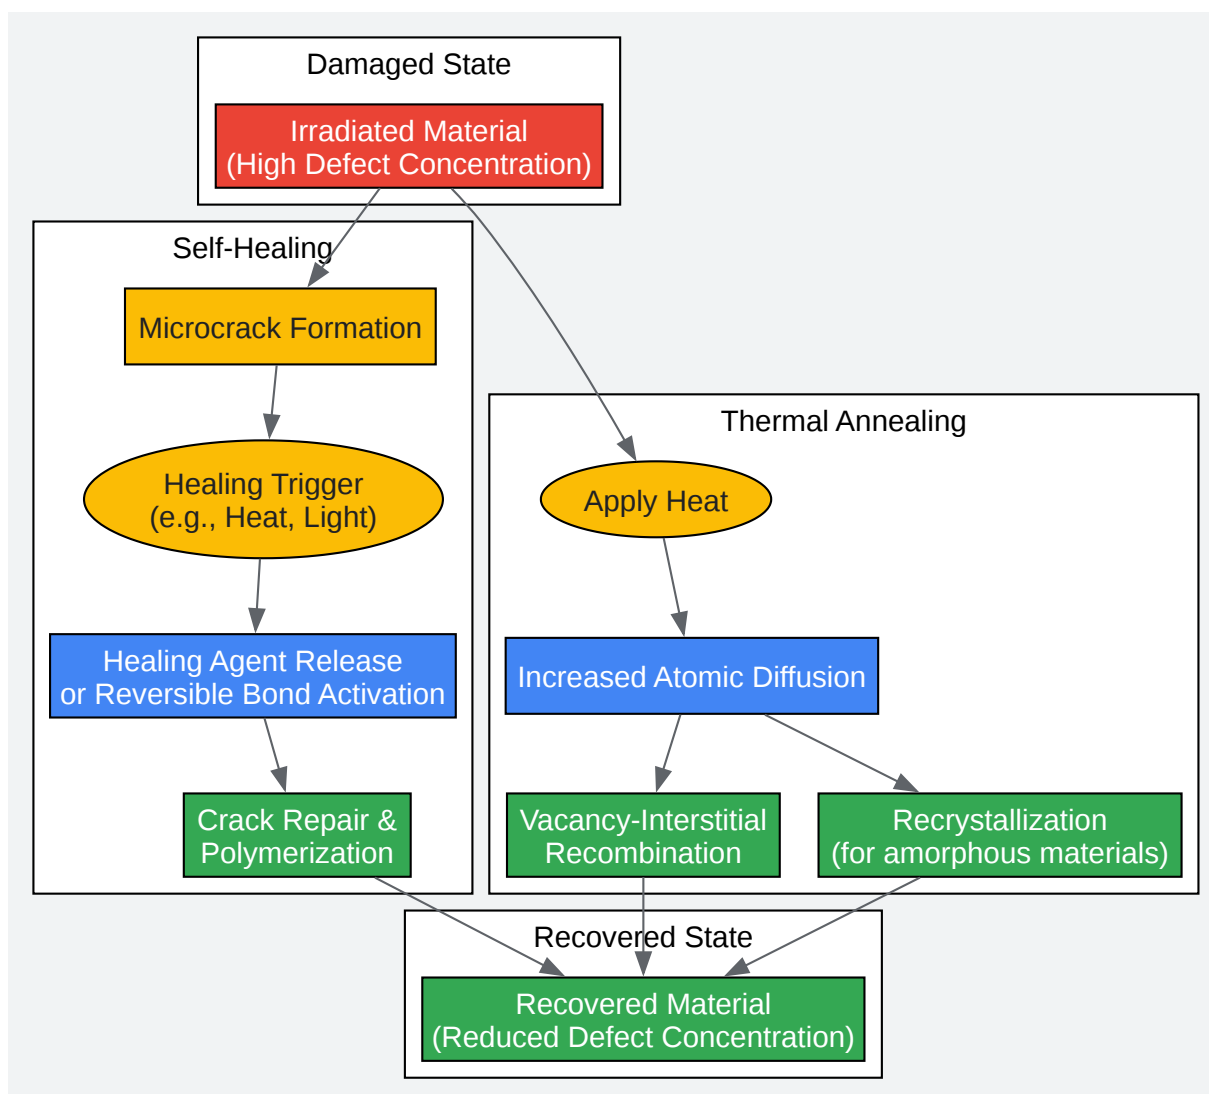 Damaged State
Irradiated Material
(High Defect Concentration)
Self-Healing
Microcrack Formation
Healing Trigger
(e.g., Heat, Light)
Healing Agent Release
or Reversible Bond Activation
Crack Repair &
Polymerization
Thermal Annealing
Apply Heat
Increased Atomic Diffusion
Vacancy-Interstitial
Recombination
Recrystallization
(for amorphous materials)
Recovered State
Recovered Material
(Reduced Defect Concentration)